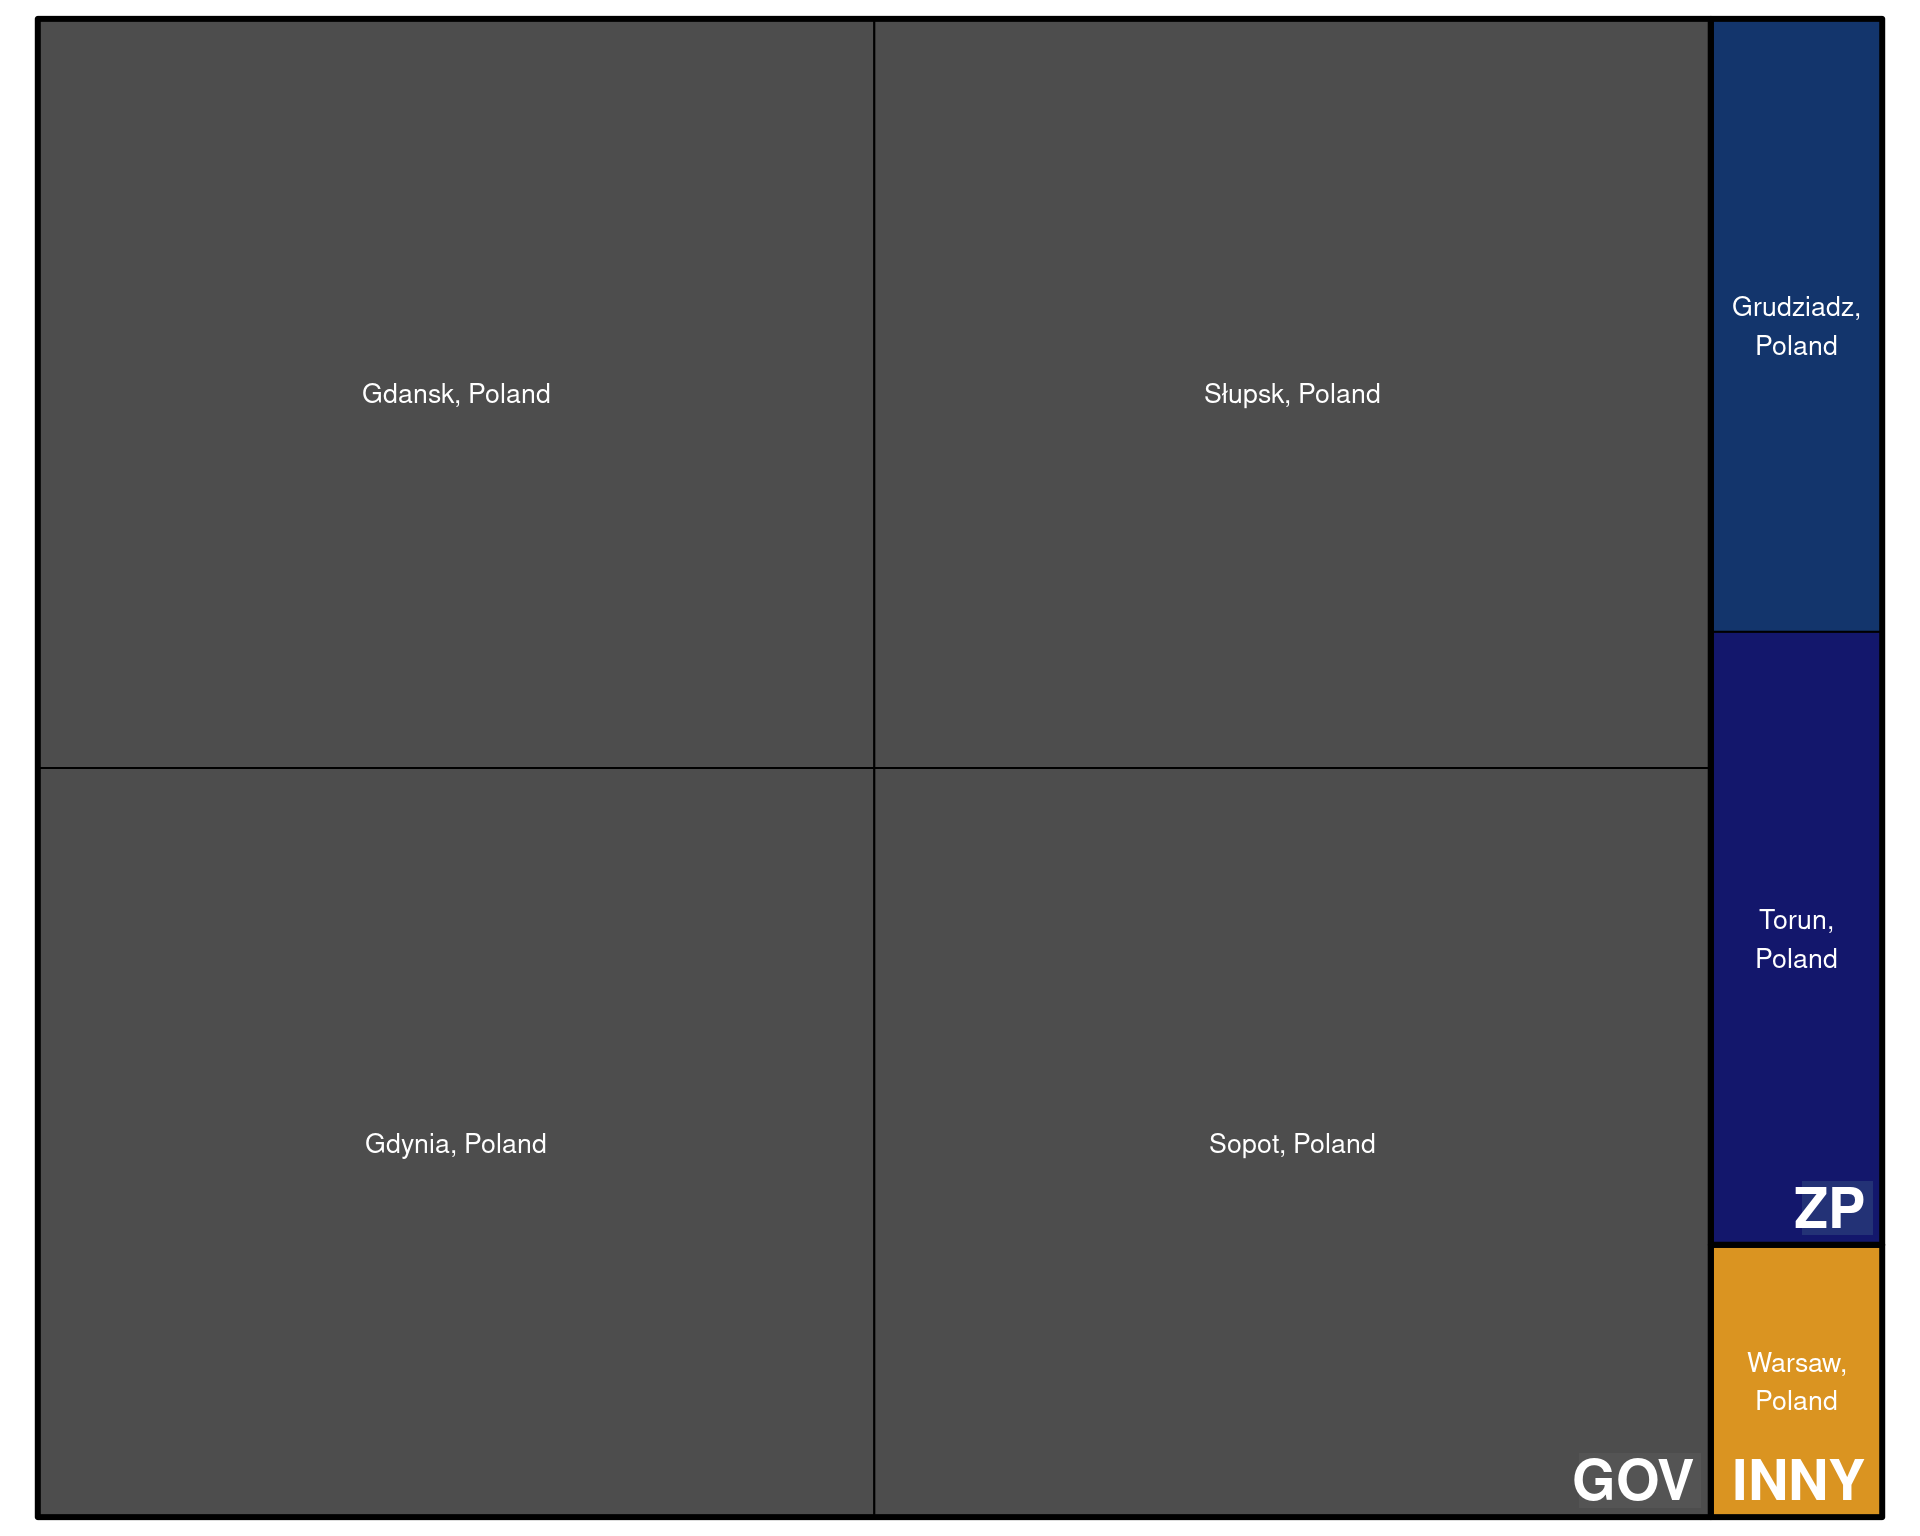 Gdansk, Poland
Słupsk, Poland
Grudziadz,
Poland
Gdynia, Poland
Sopot, Poland
Torun,
Poland
ZP
Warsaw,
Poland
GOV
INNY